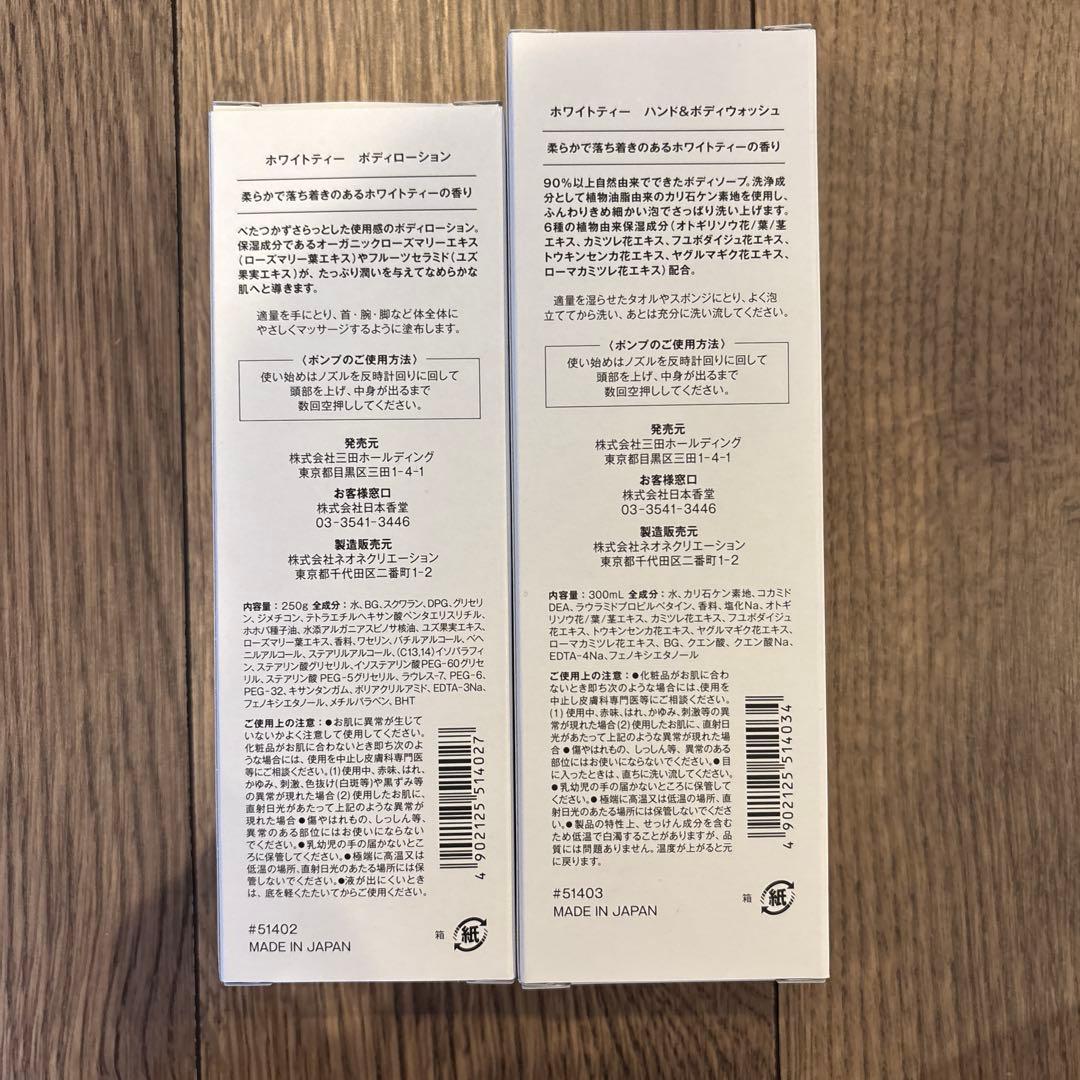 ホワイトティー　ボディローション
柔らかで落ち着きのあるホワイトティーの香り
べたつかずさらっとした使用感のボディローション。
保湿成分であるオーガニックローズマリーエキス
（ローズマリー葉エキス）やフルーツセラミド（ユズ
果実エキス）が、たっぷり潤いを与えてなめらかな
肌へと導きます。
適量を手にとり、首・腕・脚など体全体に
やさしくマッサージするように塗布します。
〈ポンプのご使用方法〉
使い始めはノズルを反時計回りに回して
頭部を上げ、中身が出るまで
数回空押ししてください。
発売元
株式会社三田ホールディング
東京都目黒区三田1-4-1
お客様窓口
株式会社日本香堂
03-3541-3446
製造販売元
株式会社ネオネクリエーション
東京都千代田区二番町1-2
内容量：250g 全成分：水、BG、スクワラン、DPG、グリセリ
ン、ジメチコン、テトラエチルヘキサン酸ペンタエリスリチル、
ホホバ種子油、水添アルガニアスピノサ核油、ユズ果実エキス、
ローズマリー葉エキス、香料、ワセリン、バチルアルコール、ベヘ
ニルアルコール、ステアリルアルコール、（C13,14）イソパラフィ
ン、ステアリン酸グリセリル、イソステアリン酸PEG-60グリセ
リル、ステアリン酸 PEG-5グリセリル、ラウレス-7、PEG-6、
PEG-32、キサンタンガム、ポリアクリルアミド、EDTA-3Na、
フェノキシエタノール、メチルパラベン、BHT
ご使用上の注意：●お肌に異常が生じて
いないかよく注意して使用してください。
化粧品がお肌に合わないとき即ち次のよ
うな場合には、使用を中止し皮膚科専門医
等にご相談ください。(1)使用中、赤味、はれ、
かゆみ、刺激、色抜け(白斑等)や黒ずみ等
の異常が現れた場合(2)使用したお肌に、
直射日光があたって上記のような異常が
現れた場合●傷やはれもの、しっしん等、
異常のある部位にはお使いにならない
でください。●乳幼児の手の届かないとこ
ろに保管してください。●極端に高温又は
低温の場所、直射日光のあたる場所には保
管しないでください。●液が出にくいとき
は、底を軽くたたいてからご使用ください。
4 902125 514027
#51402
MADE IN JAPAN
箱
紙
ホワイトティー　ハンド&ボディウォッシュ
柔らかで落ち着きのあるホワイトティーの香り
90%以上自然由来でできたボディソープ。洗浄成
分として植物油脂由来のカリ石ケン素地を使用し、
ふんわりきめ細かい泡でさっぱり洗い上げます。
6種の植物由来保湿成分（オトギリソウ花/葉/茎
エキス、カミツレ花エキス、フユボダイジュ花エキス、
トウキンセンカ花エキス、ヤグルマギク花エキス、
ローマカミツレ花エキス）配合。
適量を湿らせたタオルやスポンジにとり、よく泡
立ててから洗い、あとは充分に洗い流してください。
〈ポンプのご使用方法〉
使い始めはノズルを反時計回りに回して
頭部を上げ、中身が出るまで
数回空押ししてください。
発売元
株式会社三田ホールディング
東京都目黒区三田1-4-1
お客様窓口
株式会社日本香堂
03-3541-3446
製造販売元
株式会社ネオネクリエーション
東京都千代田区二番町1-2
内容量：300mL 全成分：水、カリ石ケン素地、コカミド
DEA、ラウラミドプロピルベタイン、香料、塩化Na、オトギ
リソウ花/葉/茎エキス、カミツレ花エキス、フユボダイジュ
花エキス、トウキンセンカ花エキス、ヤグルマギク花エキス、
ローマカミツレ花エキス、BG、クエン酸、クエン酸Na、
EDTA-4Na、フェノキシエタノール
ご使用上の注意：●化粧品がお肌に合わ
ないとき即ち次のような場合には、使用を
中止し皮膚科専門医等にご相談ください。
(1)使用中、赤味、はれ、かゆみ、刺激等の異
常が現れた場合(2)使用したお肌に、直射日
光があたって上記のような異常が現れた場
合●傷やはれもの、しっしん等、異常のある
部位にはお使いにならないでください。●目
に入ったときは、直ちに洗い流してください。
●乳幼児の手の届かないところに保管して
ください。●極端に高温又は低温の場所、直
射日光のあたる場所には保管しないでください。
●製品の特性上、せっけん成分を含む
ため低温で白濁することがありますが、品
質には問題ありません。温度が上がると元
に戻ります。
4 902125 514034
#51403
MADE IN JAPAN
箱
紙